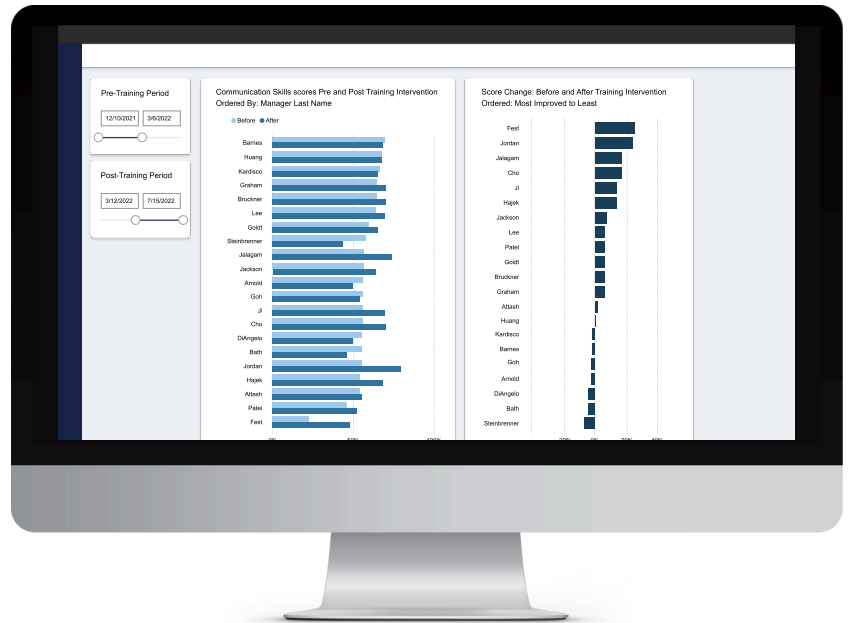 Pre-Training Period
12/10/2021 3/6/2022
Post-Training Period
3/12/2022 7/15/2022
Communication Skills scores Pre and Post Training Intervention
Ordered By: Manager Last Name
Before After
Barnes
Huang
Kardisco
Graham
Bruckner
Lee
Goldt
Steinbrenner
Jalagam
Jackson
Arnold
Goh
Ji
Cho
DiAngelo
Bath
Jordan
Hajek
Attash
Patel
Fest
Score Change: Before and After Training Intervention
Ordered: Most Improved to Least
Fest
Jordan
Jalagam
Cho
Ji
Hajek
Jackson
Lee
Patel
Goldt
Bruckner
Graham
Attash
Huang
Kardisco
Barnes
Goh
Arnold
DiAngelo
Bath
Steinbrenner